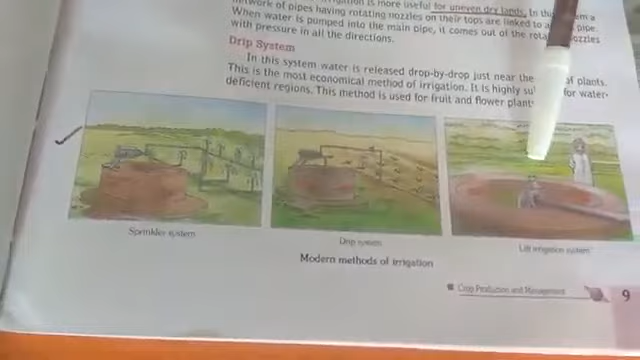 irrigation is more useful for uneven dry lands. In this
network of pipes having rotating nozzles on their tops are linked to a pipe.
When water is pumped into the main pipe, it comes out of the nozzles
with pressure in all the directions.
Drip System
In this system water is released drop-by-drop just near the of plants.
This is the most economical method of irrigation. It is highly for water-
deficient regions. This method is used for fruit and flower
Sprinkler system
Drip system
Lift irrigation system
Modern methods of irrigation
Crop Production and Management
9